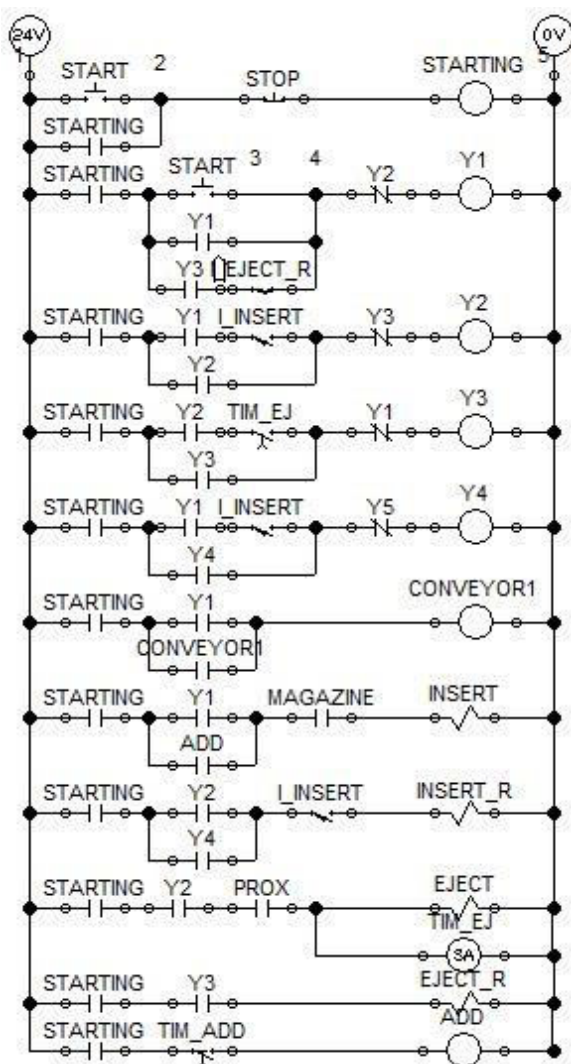 24V 0V
1 5
START 2 STOP STARTING
STARTING
STARTING START 3 4 Y2 Y1
Y1
Y3 EJECT_R
STARTING Y1 I_INSERT Y3 Y2
Y2
STARTING Y2 TIM_EJ Y1 Y3
Y3
STARTING Y1 I_INSERT Y5 Y4
Y4
STARTING Y1 CONVEYOR1
CONVEYOR1
STARTING Y1 MAGAZINE INSERT
ADD
STARTING Y2 I_INSERT INSERT_R
Y4
STARTING Y2 PROX EJECT
TIM_EJ
3A
STARTING Y3 EJECT_R
STARTING TIM_ADD ADD